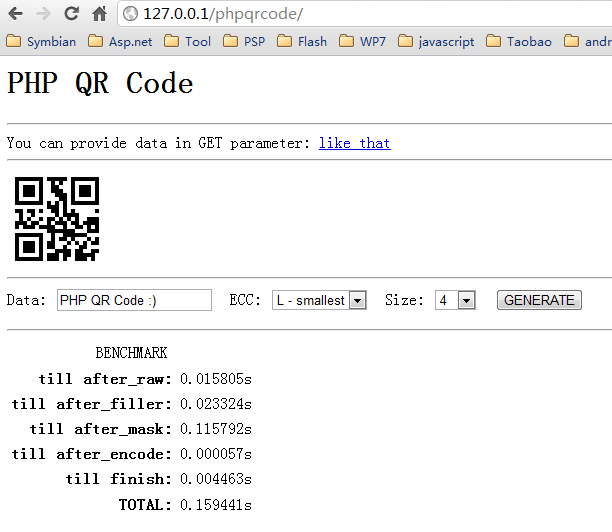 127.0.0.1/phpqrcode/
Symbian Asp.net Tool PSP Flash WP7 javascript Taobao andr
PHP QR Code
You can provide data in GET parameter: like that
Data: PHP QR Code :) ECC: L - smallest Size: 4 GENERATE
BENCHMARK
till after_raw: 0.015805s
till after_filler: 0.023324s
till after_mask: 0.115792s
till after_encode: 0.000057s
till finish: 0.004463s
TOTAL: 0.159441s